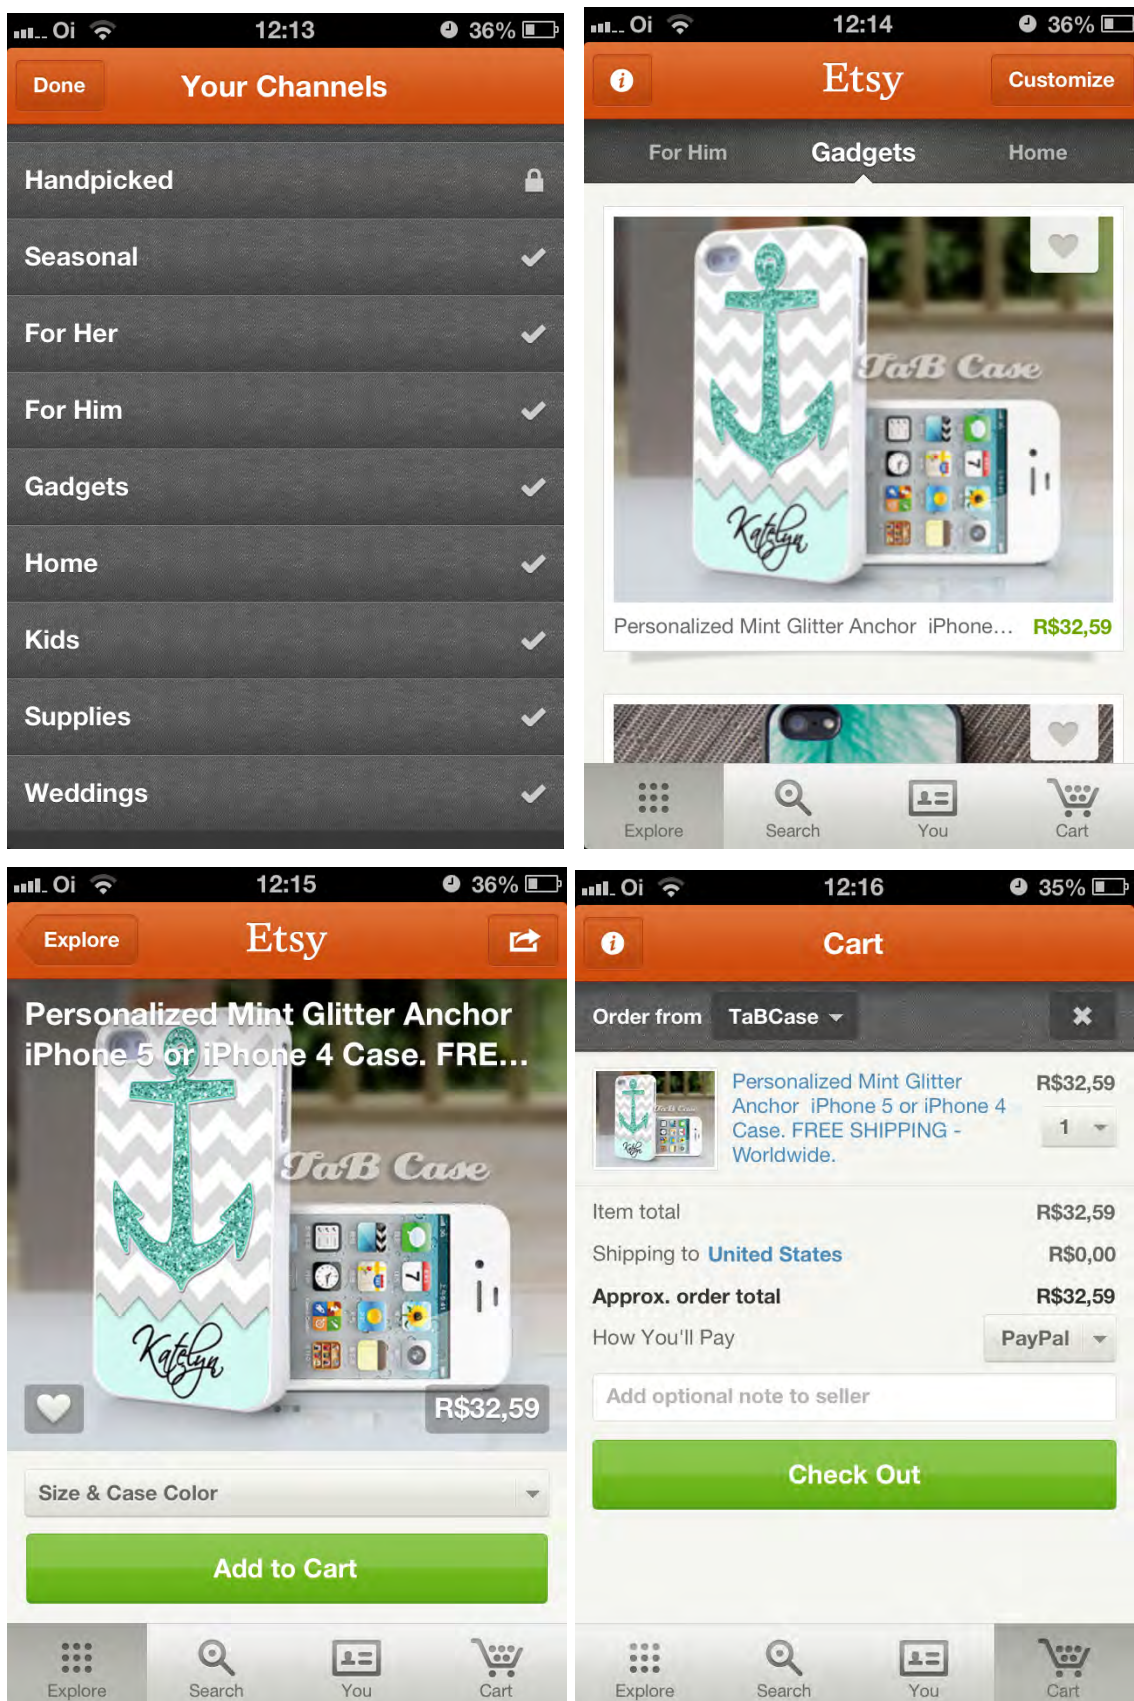 Oi 12:13 36%
Done Your Channels
Handpicked
Seasonal
For Her
For Him
Gadgets
Home
Kids
Supplies
Weddings
Oi 12:14 36%
Etsy Customize
For Him Gadgets Home
TaB Case
Katelyn
Personalized Mint Glitter Anchor iPhone... R$32,59
Explore Search You Cart
Oi 12:15 36%
Explore Etsy
Personalized Mint Glitter Anchor
iPhone 5 or iPhone 4 Case. FRE...
TaB Case
Katelyn
R$32,59
Size & Case Color
Add to Cart
Explore Search You Cart
Oi 12:16 35%
Cart
Order from TaBCase
Personalized Mint Glitter R$32,59
Anchor iPhone 5 or iPhone 4
Case. FREE SHIPPING - 1
Worldwide.
TaB Case
Katelyn
Item total R$32,59
Shipping to United States R$0,00
Approx. order total R$32,59
How You'll Pay PayPal
Add optional note to seller
Check Out
Explore Search You Cart